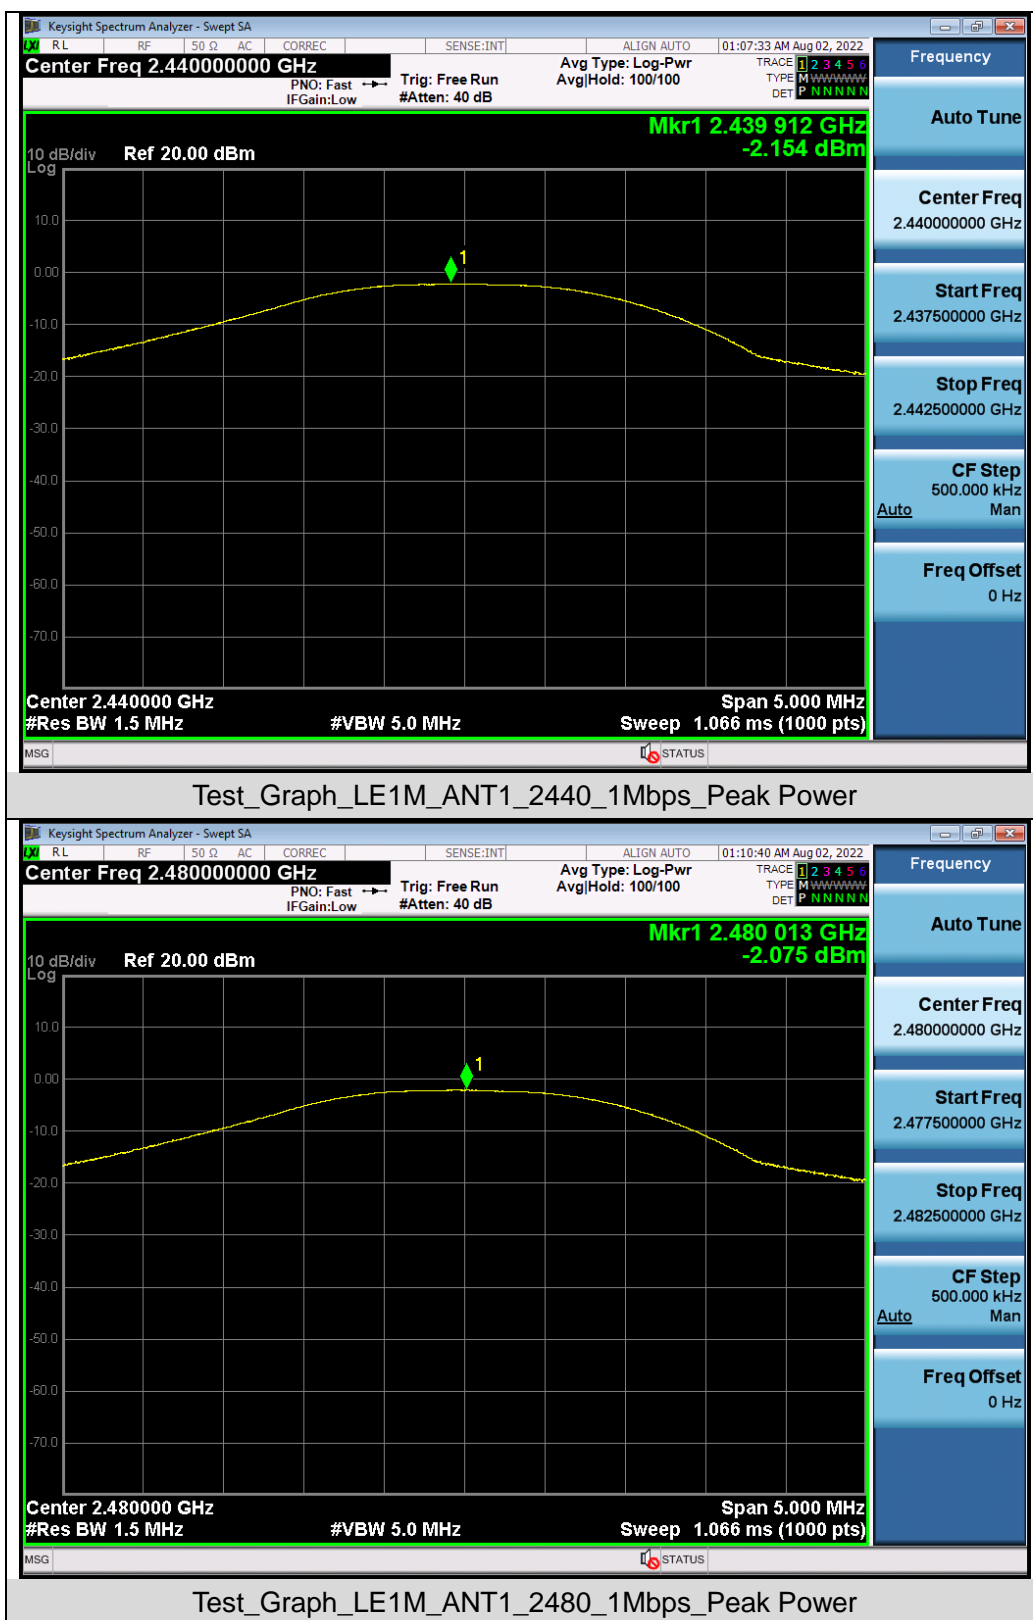 Keysight Spectrum Analyzer - Swept SA
LXI RL RF 50 Ω AC CORREC SENSE:INT ALIGN AUTO 01:07:33 AM Aug 02, 2022
Center Freq 2.440000000 GHz
PNO: Fast
IFGain:Low
Trig: Free Run
#Atten: 40 dB
Avg Type: Log-Pwr
Avg|Hold: 100/100
TRACE 1 2 3 4 5 6
TYPE M WWWWW
DET P N N N N N
Mkr1 2.439 912 GHz
-2.154 dBm
10 dB/div Ref 20.00 dBm
Log
10.0
1
0.00
-10.0
-20.0
-30.0
-40.0
-50.0
-60.0
-70.0
Center 2.440000 GHz Span 5.000 MHz
#Res BW 1.5 MHz #VBW 5.0 MHz Sweep 1.066 ms (1000 pts)
MSG STATUS
Frequency
Auto Tune
Center Freq
2.440000000 GHz
Start Freq
2.437500000 GHz
Stop Freq
2.442500000 GHz
CF Step
500.000 kHz
Auto Man
Freq Offset
0 Hz
Test_Graph_LE1M_ANT1_2440_1Mbps_Peak Power
Keysight Spectrum Analyzer - Swept SA
LXI RL RF 50 Ω AC CORREC SENSE:INT ALIGN AUTO 01:10:40 AM Aug 02, 2022
Center Freq 2.480000000 GHz
PNO: Fast
IFGain:Low
Trig: Free Run
#Atten: 40 dB
Avg Type: Log-Pwr
Avg|Hold: 100/100
TRACE 1 2 3 4 5 6
TYPE M WWWWW
DET P N N N N N
Mkr1 2.480 013 GHz
-2.075 dBm
10 dB/div Ref 20.00 dBm
Log
10.0
1
0.00
-10.0
-20.0
-30.0
-40.0
-50.0
-60.0
-70.0
Center 2.480000 GHz Span 5.000 MHz
#Res BW 1.5 MHz #VBW 5.0 MHz Sweep 1.066 ms (1000 pts)
MSG STATUS
Frequency
Auto Tune
Center Freq
2.480000000 GHz
Start Freq
2.477500000 GHz
Stop Freq
2.482500000 GHz
CF Step
500.000 kHz
Auto Man
Freq Offset
0 Hz
Test_Graph_LE1M_ANT1_2480_1Mbps_Peak Power